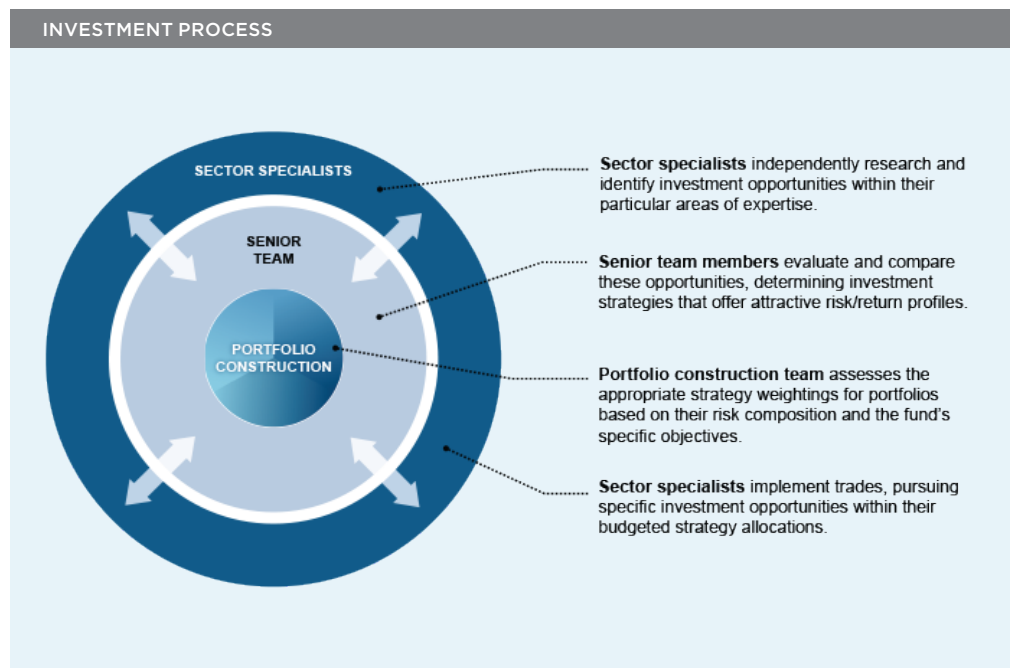 INVESTMENT PROCESS
SECTOR SPECIALISTS
SENIOR
TEAM
PORTFOLIO
CONSTRUCTION
Sector specialists independently research and
identify investment opportunities within their
particular areas of expertise.
Senior team members evaluate and compare
these opportunities, determining investment
strategies that offer attractive risk/return profiles.
Portfolio construction team assesses the
appropriate strategy weightings for portfolios
based on their risk composition and the fund’s
specific objectives.
Sector specialists implement trades, pursuing
specific investment opportunities within their
budgeted strategy allocations.